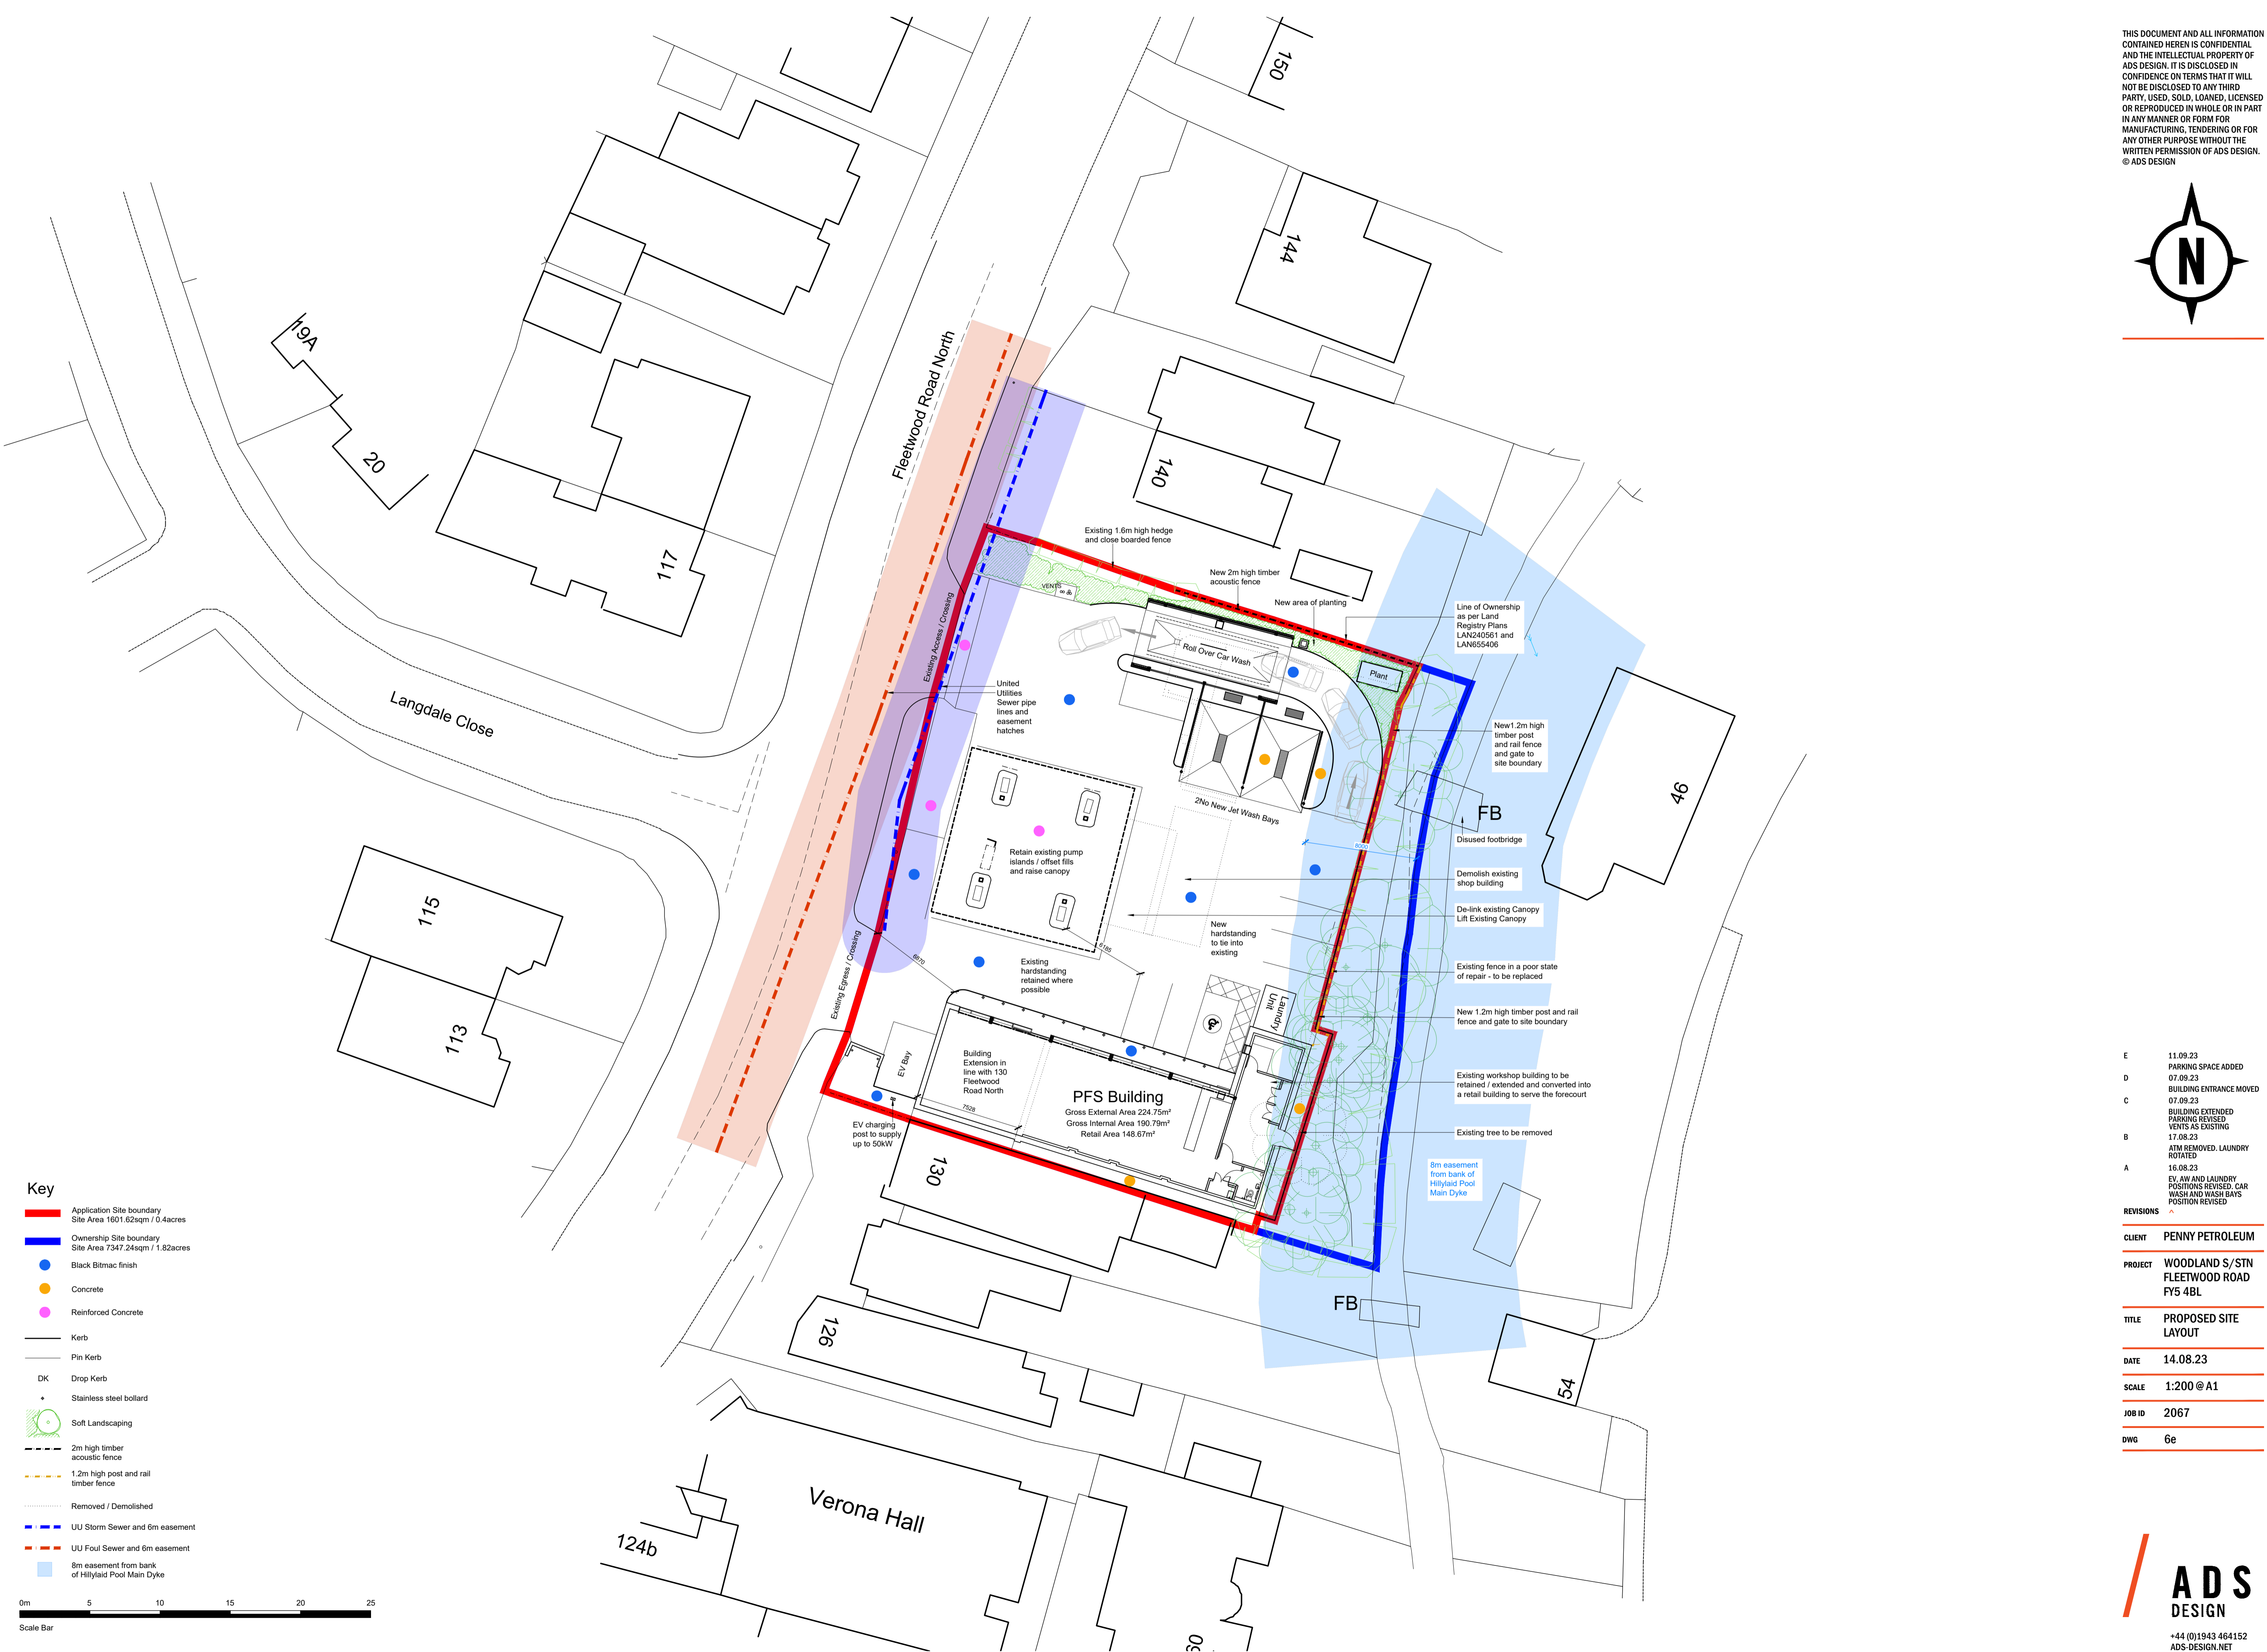 THIS DOCUMENT AND ALL INFORMATION
CONTAINED HEREN IS CONFIDENTIAL
AND THE INTELLECTUAL PROPERTY OF
ADS DESIGN. IT IS DISCLOSED IN
CONFIDENCE ON TERMS THAT IT WILL
NOT BE DISCLOSED TO ANY THIRD
PARTY, USED, SOLD, LOANED, LICENSED
OR REPRODUCED IN WHOLE OR IN PART
IN ANY MANNER OR FORM FOR
MANUFACTURING, TENDERING OR FOR
ANY OTHER PURPOSE WITHOUT THE
WRITTEN PERMISSION OF ADS DESIGN.
© ADS DESIGN
N
150
144
140
19A
20
117
115
113
46
54
130
126
124b
Fleetwood Road North
Langdale Close
Verona Hall
Existing 1.6m high hedge
and close boarded fence
New 2m high timber
acoustic fence
New area of planting
VENTS
Line of Ownership
as per Land
Registry Plans
LAN240561 and
LAN655406
Roll Over Car Wash
Plant
Existing Access / Crossing
United
Utilities
Sewer pipe
lines and
easement
hatches
New1.2m high
timber post
and rail fence
and gate to
site boundary
2No New Jet Wash Bays
FB
Disused footbridge
8000
Retain existing pump
islands / offset fills
and raise canopy
Demolish existing
shop building
De-link existing Canopy
Lift Existing Canopy
New
hardstanding
to tie into
existing
6185
6670
Existing Egress / Crossing
Existing
hardstanding
retained where
possible
Existing fence in a poor state
of repair - to be replaced
Laundry
Unit
New 1.2m high timber post and rail
fence and gate to site boundary
EV Bay
Building
Extension in
line with 130
Fleetwood
Road North
7528
PFS Building
Gross External Area 224.75m²
Gross Internal Area 190.79m²
Retail Area 148.67m²
Existing workshop building to be
retained / extended and converted into
a retail building to serve the forecourt
EV charging
post to supply
up to 50kW
Existing tree to be removed
8m easement
from bank of
Hillylaid Pool
Main Dyke
FB
Key
Application Site boundary
Site Area 1601.62sqm / 0.4acres
Ownership Site boundary
Site Area 7347.24sqm / 1.82acres
Black Bitmac finish
Concrete
Reinforced Concrete
Kerb
Pin Kerb
DK Drop Kerb
Stainless steel bollard
Soft Landscaping
2m high timber
acoustic fence
1.2m high post and rail
timber fence
Removed / Demolished
UU Storm Sewer and 6m easement
UU Foul Sewer and 6m easement
8m easement from bank
of Hillylaid Pool Main Dyke
0m 5 10 15 20 25
Scale Bar
E 11.09.23
PARKING SPACE ADDED
D 07.09.23
BUILDING ENTRANCE MOVED
C 07.09.23
BUILDING EXTENDED
PARKING REVISED
VENTS AS EXISTING
B 17.08.23
ATM REMOVED. LAUNDRY
ROTATED
A 16.08.23
EV, AW AND LAUNDRY
POSITIONS REVISED. CAR
WASH AND WASH BAYS
POSITION REVISED
REVISIONS ^
CLIENT PENNY PETROLEUM
PROJECT WOODLAND S/STN
FLEETWOOD ROAD
FY5 4BL
TITLE PROPOSED SITE
LAYOUT
DATE 14.08.23
SCALE 1:200 @ A1
JOB ID 2067
DWG 6e
ADS
DESIGN
+44 (0)1943 464152
ADS-DESIGN.NET